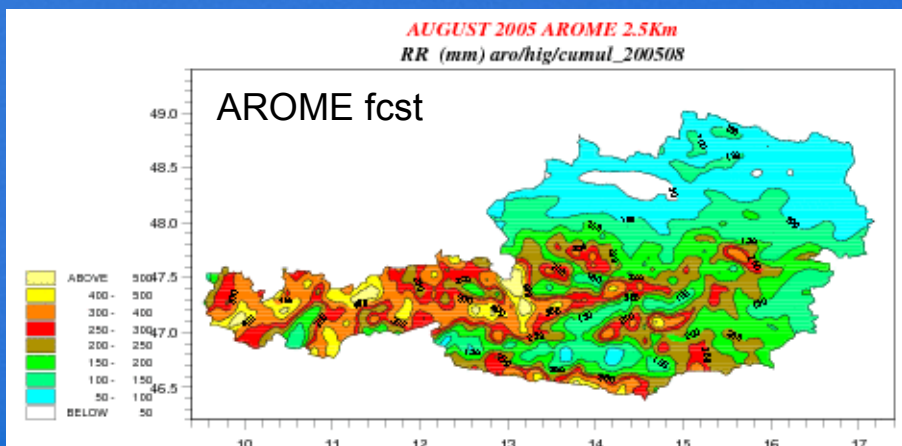 AUGUST 2005 AROME 2.5Km
RR (mm) aro/hig/cumul_200508
AROME fcst
49.0
48.5
48.0
47.5
47.0
46.5
ABOVE 500
400 - 500
300 - 400
250 - 300
200 - 250
150 - 200
100 - 150
50 - 100
BELOW 50
10 11 12 13 14 15 16 17